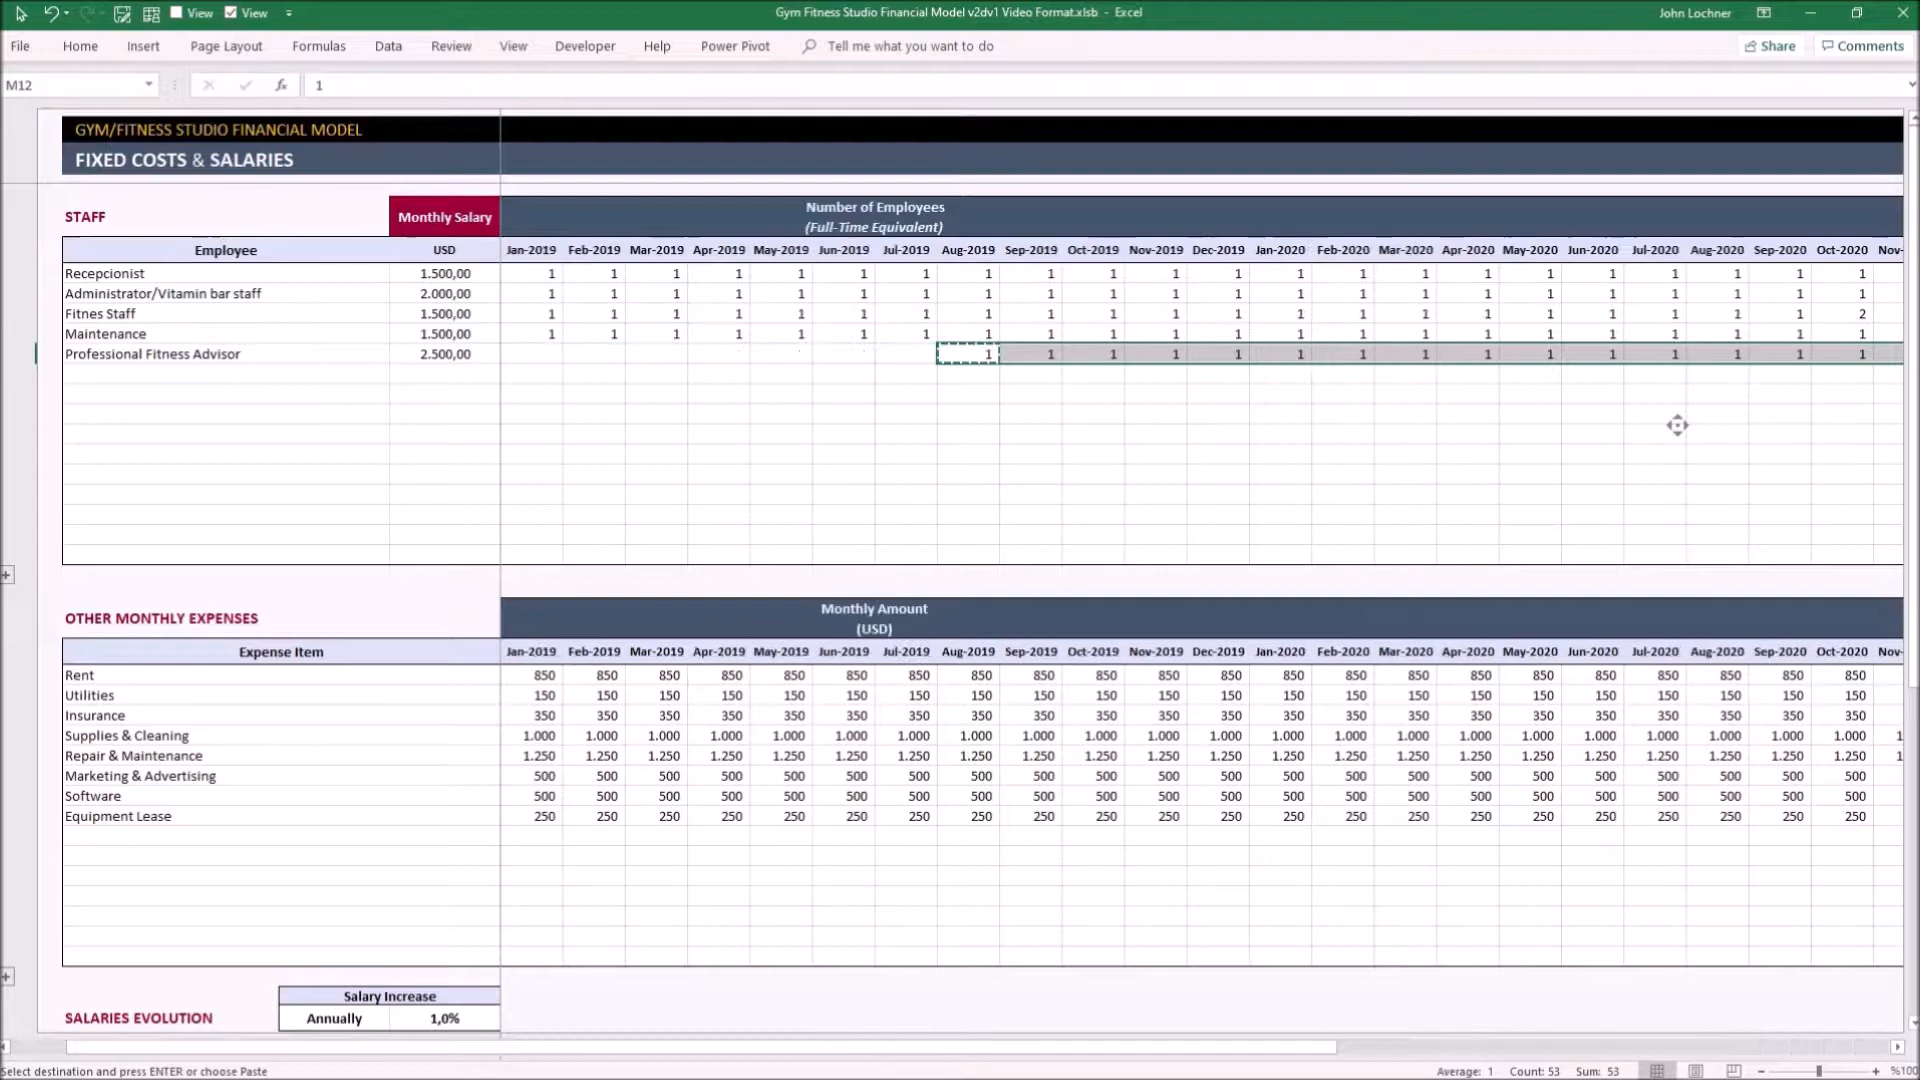 View View Gym Fitness Studio Financial Model v2dv1 Video Format.xlsb - Excel John Lochner
File Home Insert Page Layout Formulas Data Review View Developer Help Power Pivot Tell me what you want to do Share Comments
M12 fx 1
GYM/FITNESS STUDIO FINANCIAL MODEL
FIXED COSTS & SALARIES
STAFF Monthly Salary Number of Employees
(Full-Time Equivalent)
Employee USD Jan-2019 Feb-2019 Mar-2019 Apr-2019 May-2019 Jun-2019 Jul-2019 Aug-2019 Sep-2019 Oct-2019 Nov-2019 Dec-2019 Jan-2020 Feb-2020 Mar-2020 Apr-2020 May-2020 Jun-2020 Jul-2020 Aug-2020 Sep-2020 Oct-2020 Nov-
Recepcionist 1.500,00 1 1 1 1 1 1 1 1 1 1 1 1 1 1 1 1 1 1 1 1 1 1
Administrator/Vitamin bar staff 2.000,00 1 1 1 1 1 1 1 1 1 1 1 1 1 1 1 1 1 1 1 1 1 1
Fitnes Staff 1.500,00 1 1 1 1 1 1 1 1 1 1 1 1 1 1 1 1 1 1 1 1 1 2
Maintenance 1.500,00 1 1 1 1 1 1 1 1 1 1 1 1 1 1 1 1 1 1 1 1 1 1
Professional Fitness Advisor 2.500,00 1 1 1 1 1 1 1 1 1 1 1 1 1 1 1
OTHER MONTHLY EXPENSES Monthly Amount
(USD)
Expense Item Jan-2019 Feb-2019 Mar-2019 Apr-2019 May-2019 Jun-2019 Jul-2019 Aug-2019 Sep-2019 Oct-2019 Nov-2019 Dec-2019 Jan-2020 Feb-2020 Mar-2020 Apr-2020 May-2020 Jun-2020 Jul-2020 Aug-2020 Sep-2020 Oct-2020 Nov-
Rent 850 850 850 850 850 850 850 850 850 850 850 850 850 850 850 850 850 850 850 850 850 850
Utilities 150 150 150 150 150 150 150 150 150 150 150 150 150 150 150 150 150 150 150 150 150 150
Insurance 350 350 350 350 350 350 350 350 350 350 350 350 350 350 350 350 350 350 350 350 350 350
Supplies & Cleaning 1.000 1.000 1.000 1.000 1.000 1.000 1.000 1.000 1.000 1.000 1.000 1.000 1.000 1.000 1.000 1.000 1.000 1.000 1.000 1.000 1.000 1.000 1
Repair & Maintenance 1.250 1.250 1.250 1.250 1.250 1.250 1.250 1.250 1.250 1.250 1.250 1.250 1.250 1.250 1.250 1.250 1.250 1.250 1.250 1.250 1.250 1.250 1
Marketing & Advertising 500 500 500 500 500 500 500 500 500 500 500 500 500 500 500 500 500 500 500 500 500 500
Software 500 500 500 500 500 500 500 500 500 500 500 500 500 500 500 500 500 500 500 500 500 500
Equipment Lease 250 250 250 250 250 250 250 250 250 250 250 250 250 250 250 250 250 250 250 250 250 250
Salary Increase
SALARIES EVOLUTION Annually 1,0%
Select destination and press ENTER or choose Paste Average: 1 Count: 53 Sum: 53 %100